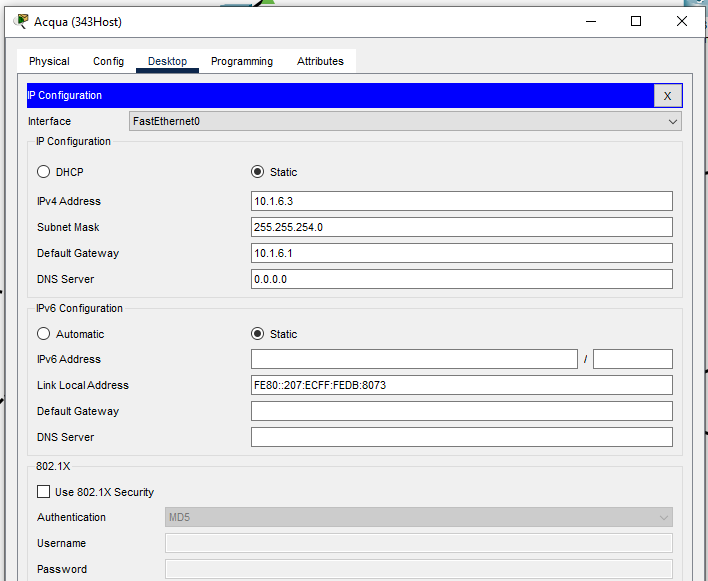 Acqua (343Host)
Physical Config Desktop Programming Attributes
IP Configuration X
Interface FastEthernet0
IP Configuration
DHCP Static
IPv4 Address 10.1.6.3
Subnet Mask 255.255.254.0
Default Gateway 10.1.6.1
DNS Server 0.0.0.0
IPv6 Configuration
Automatic Static
IPv6 Address /
Link Local Address FE80::207:ECFF:FEDB:8073
Default Gateway
DNS Server
802.1X
Use 802.1X Security
Authentication MD5
Username
Password